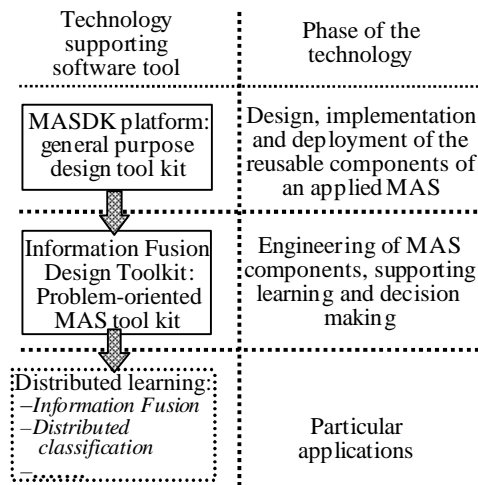 Technology
supporting
software tool
Phase of the
technology
MASDK platform:
general purpose
design tool kit
Design, implementation
and deployment of the
reusable components of
an applied MAS
Information Fusion
Design Toolkit:
Problem-oriented
MAS tool kit
Engineering of MAS
components, supporting
learning and decision
making
Distributed learning:
–Information Fusion
–Distributed
classification
–.......
Particular
applications